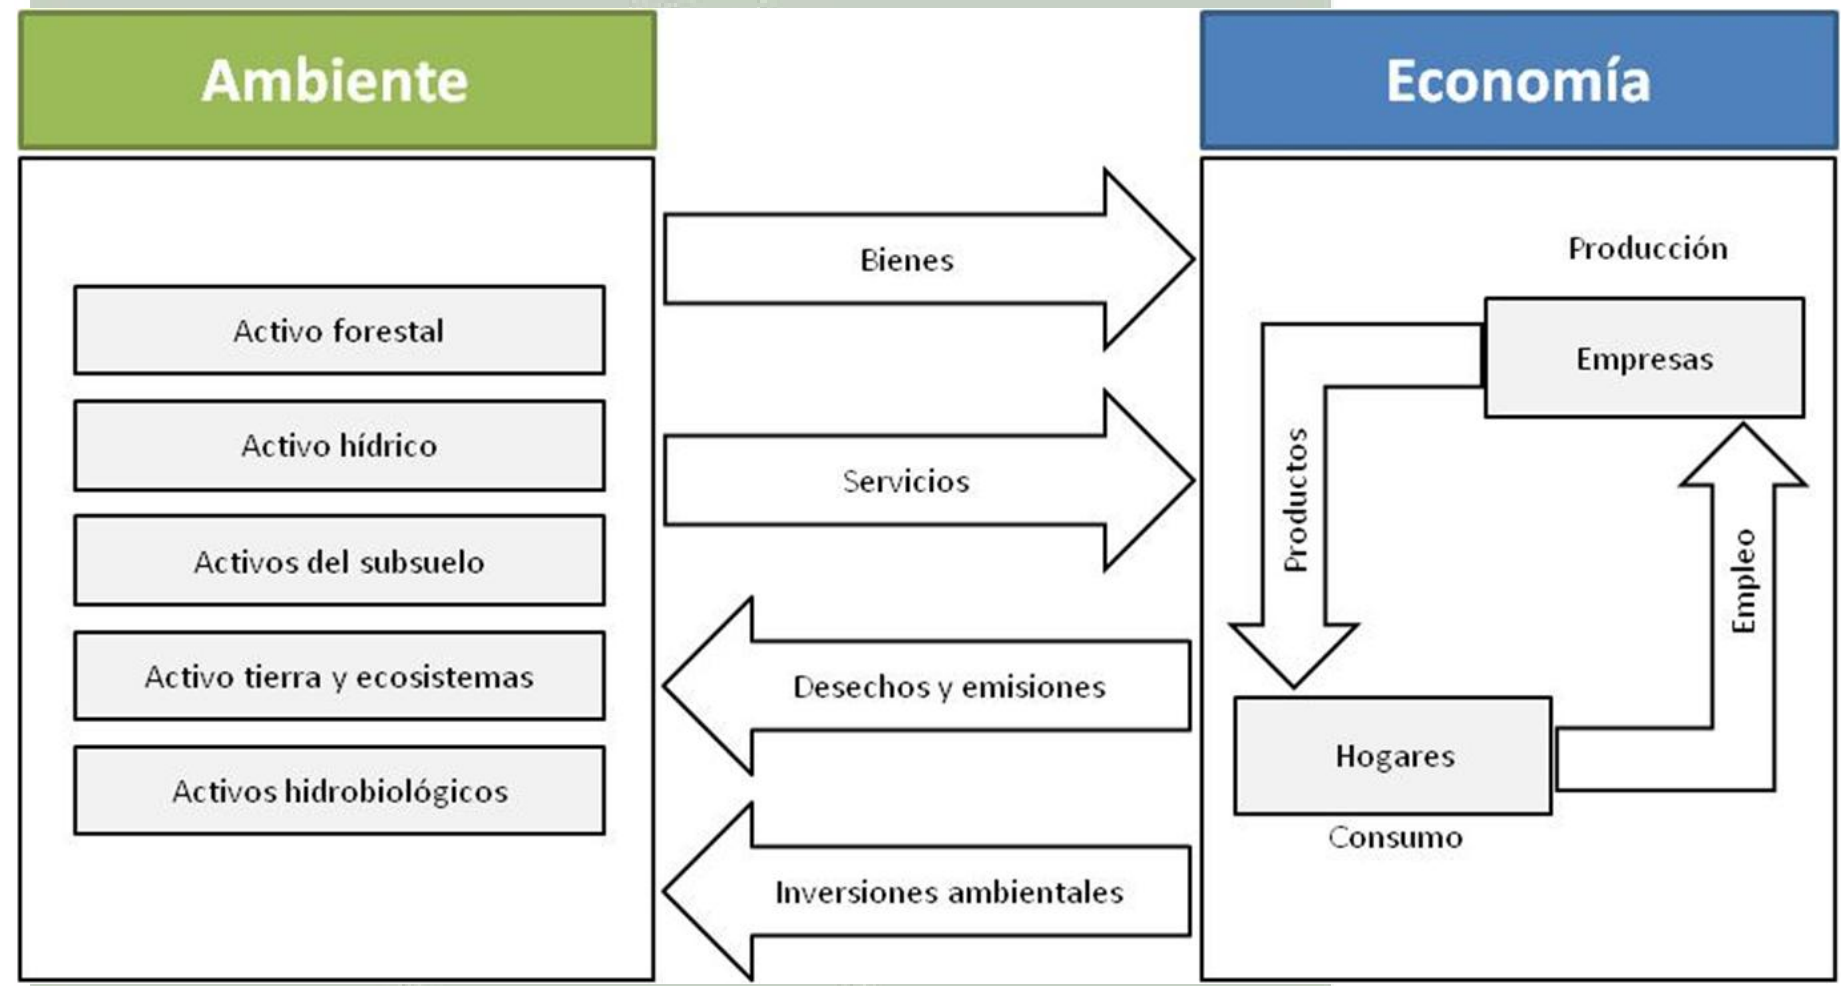 Ambiente
Economía
Activo forestal
Activo hídrico
Activos del subsuelo
Activo tierra y ecosistemas
Activos hidrobiológicos
Bienes
Servicios
Desechos y emisiones
Inversiones ambientales
Producción
Empresas
Productos
Empleo
Hogares
Consumo